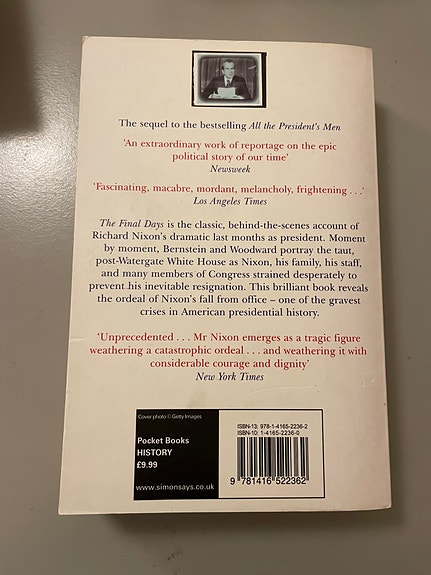 The sequel to the bestselling All the President's Men
'An extraordinary work of reportage on the epic
political story of our time'
Newsweek
'Fascinating, macabre, mordant, melancholy, frightening . . .'
Los Angeles Times
The Final Days is the classic, behind-the-scenes account of
Richard Nixon's dramatic last months as president. Moment
by moment, Bernstein and Woodward portray the taut,
post-Watergate White House as Nixon, his family, his staff,
and many members of Congress strained desperately to
prevent his inevitable resignation. This brilliant book reveals
the ordeal of Nixon's fall from office – one of the gravest
crises in American presidential history.
'Unprecedented . . . Mr Nixon emerges as a tragic figure
weathering a catastrophic ordeal . . . and weathering it with
considerable courage and dignity'
New York Times
Cover photo © Getty Images
Pocket Books
HISTORY
£9.99
www.simonsays.co.uk
ISBN-13: 978-1-4165-2236-2
ISBN-10: 1-4165-2236-0
9 781416 522362